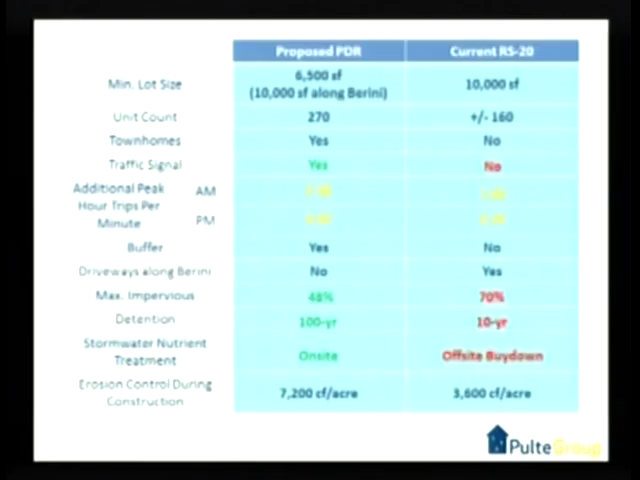 Proposed PDR Current RS-20
Min. Lot Size 6,500 sf (10,000 sf along Berini) 10,000 sf
Unit Count 270 +/- 160
Townhomes Yes No
Traffic Signal Yes No
Additional Peak Hour Trips Per Minute AM
PM
Buffer Yes No
Driveways along Berini No Yes
Max. Impervious 48% 70%
Detention 100-yr 10-yr
Stormwater Nutrient Treatment Onsite Offsite Buydown
Erosion Control During Construction 7,200 cf/acre 3,600 cf/acre
PulteGroup